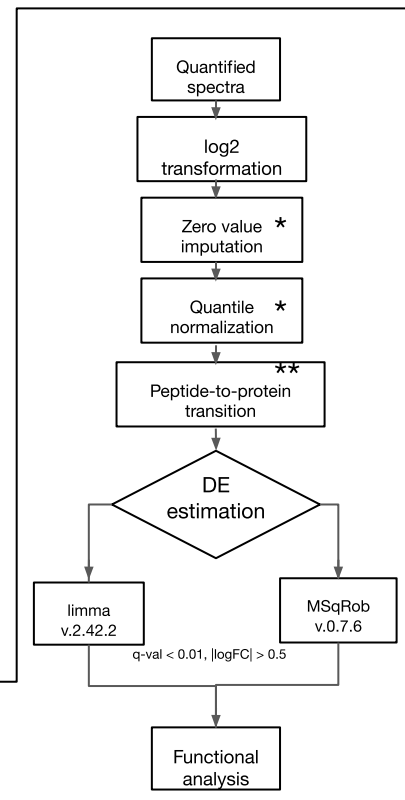 Quantified
spectra
log2
transformation
Zero value *
imputation
Quantile *
normalization
**
Peptide-to-protein
transition
DE
estimation
limma
v.2.42.2
MSqRob
v.0.7.6
q-val < 0.01, |logFC| > 0.5
Functional
analysis